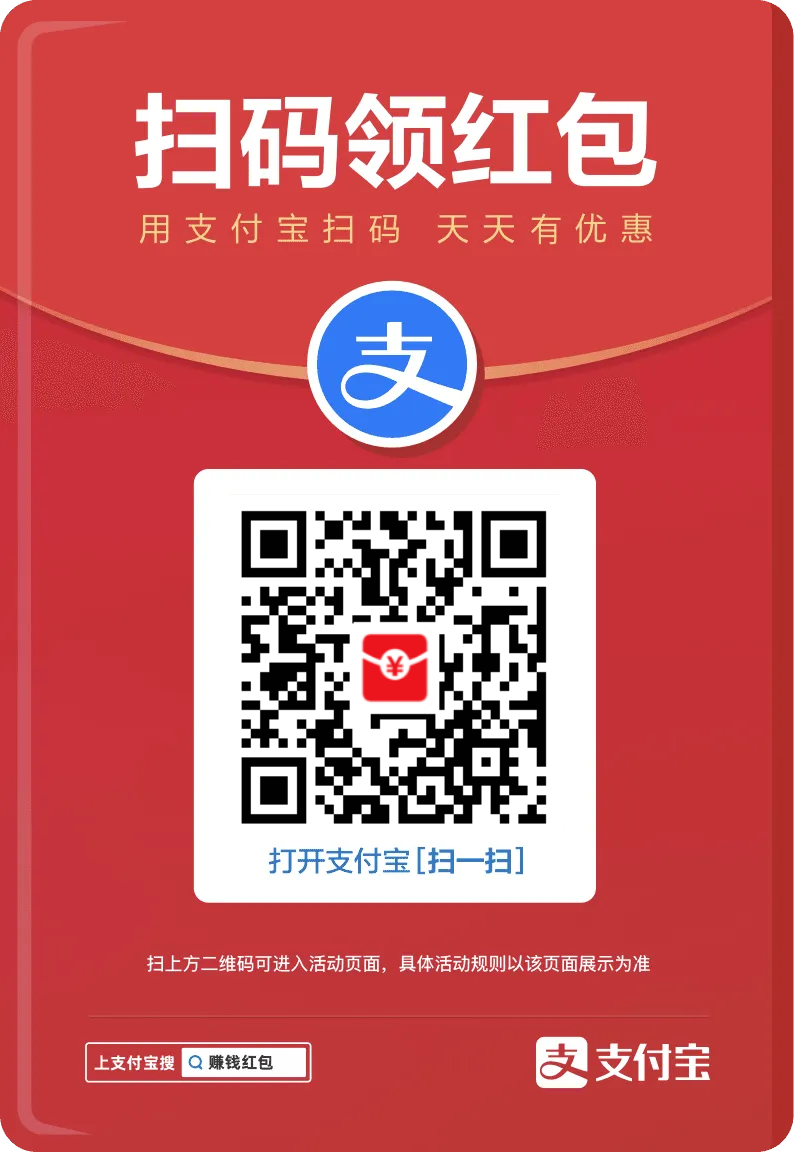 扫码领红包
用支付宝扫码 天天有优惠
支
¥
打开支付宝[扫一扫]
扫上方二维码可进入活动页面，具体活动规则以该页面展示为准
上支付宝搜 赚钱红包
支 支付宝